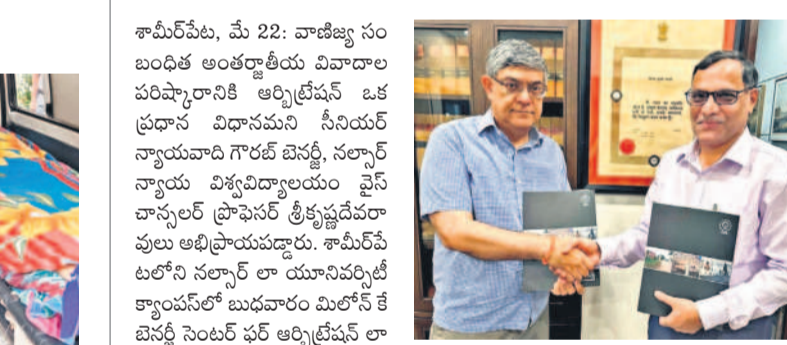 శామీర్‌పేట, మే 22: వాణిజ్య సం
బంధిత అంతర్జాతీయ వివాదాల
పరిష్కారానికి ఆర్బిట్రేషన్ ఒక
ప్రధాన విధానమని సీనియర్
న్యాయవాది గౌరబ్ బెనర్జీ, నల్సార్
న్యాయ విశ్వవిద్యాలయం వైస్
చాన్సలర్ ప్రొఫెసర్ శ్రీకృష్ణదేవరా
వులు అభిప్రాయపడ్డారు. శామీర్‌పే
టలోని నల్సార్ లా యూనివర్సిటీ
క్యాంపస్‌లో బుధవారం మిలోన్ కే
బెనర్జీ సెంటర్ ఫర్ ఆర్బిట్రేషన్ లా